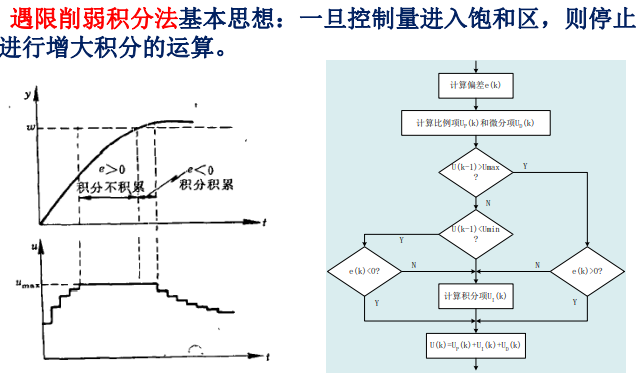 遇限削弱积分法基本思想：一旦控制量进入饱和区，则停止
进行增大积分的运算。
y
w
e>0
积分不积累
e<0
积分积累
t
u
umax
t
计算偏差e(k)
计算比例项UP(k)和微分项UD(k)
U(k-1)>Umax
?
Y
N
U(k-1)<Umin
?
Y
e(k)<0?
N
N
e(k)>0?
计算积分项UI(k)
Y
Y
U(k)=UP(k)+UI(k)+UD(k)